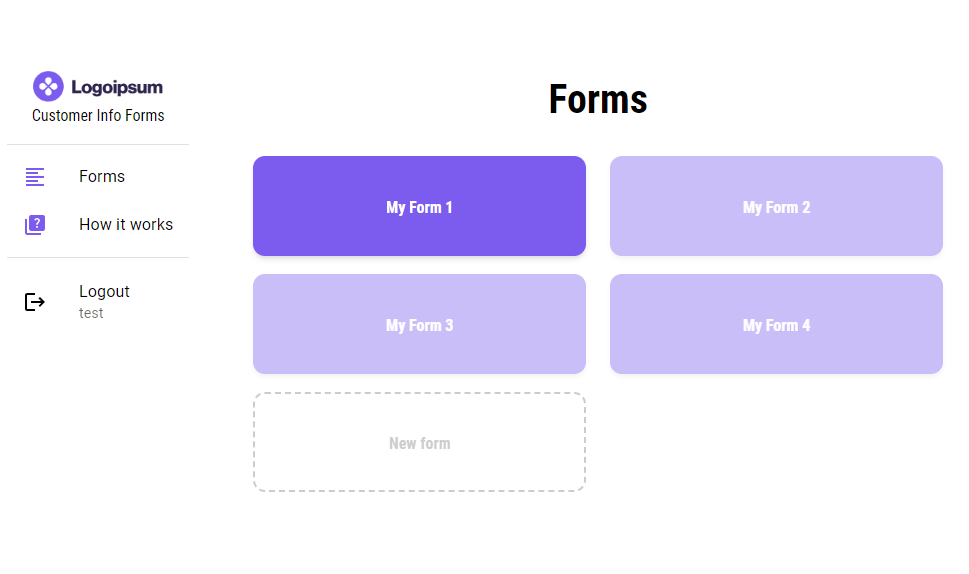 Logoipsum
Customer Info Forms
Forms
How it works
Logout
test
Forms
My Form 1
My Form 2
My Form 3
My Form 4
New form